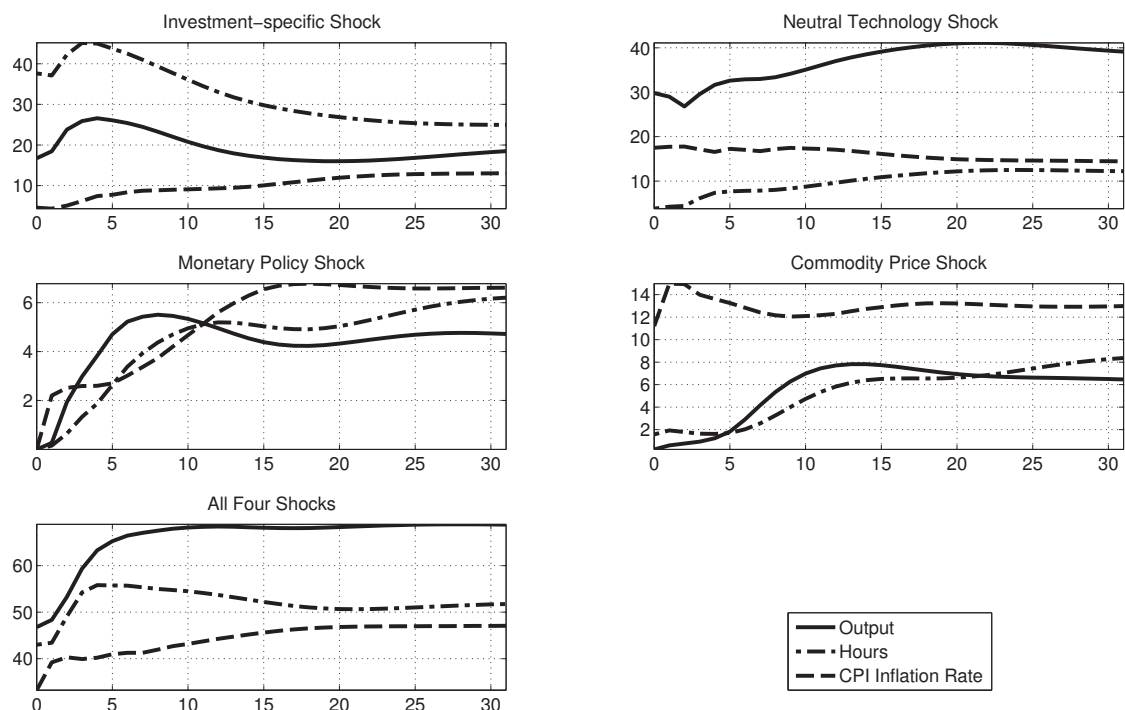 Investment−specific Shock
40
30
20
10
0 5 10 15 20 25 30
Neutral Technology Shock
40
30
20
10
0 5 10 15 20 25 30
Monetary Policy Shock
6
4
2
0 5 10 15 20 25 30
Commodity Price Shock
14
12
10
8
6
4
2
0 5 10 15 20 25 30
All Four Shocks
60
50
40
0 5 10 15 20 25 30
Output
Hours
CPI Inflation Rate